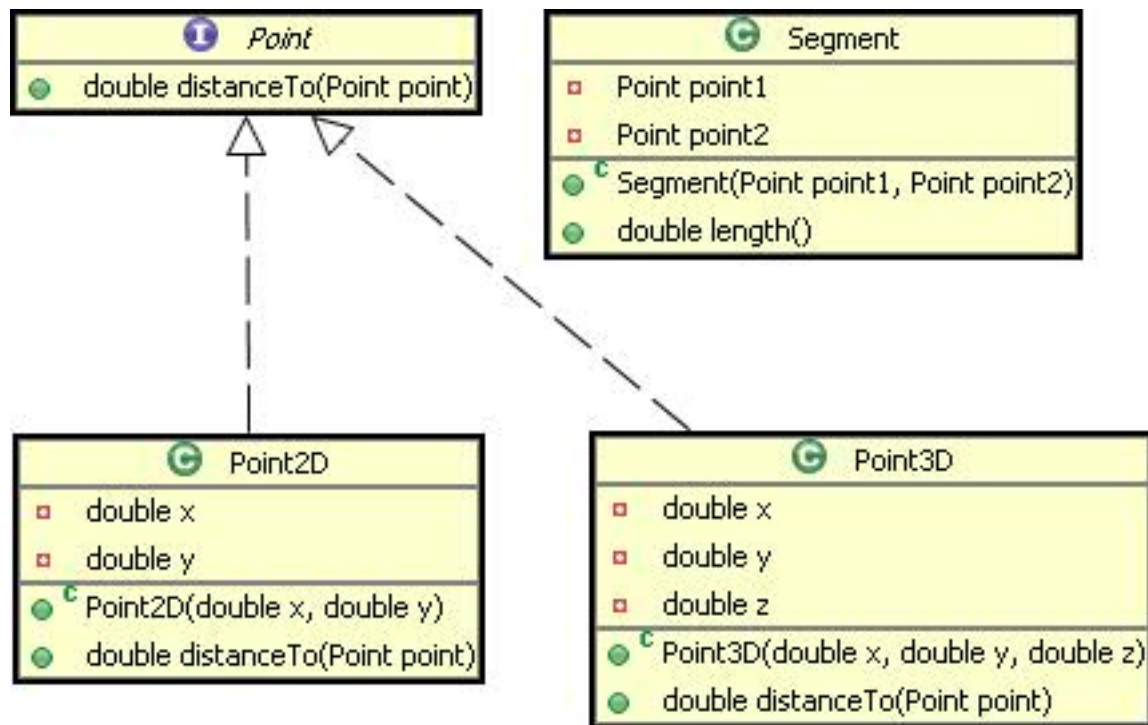 I Point
double distanceTo(Point point)
C Segment
Point point1
Point point2
C Segment(Point point1, Point point2)
double length()
C Point2D
double x
double y
C Point2D(double x, double y)
double distanceTo(Point point)
C Point3D
double x
double y
double z
C Point3D(double x, double y, double z)
double distanceTo(Point point)